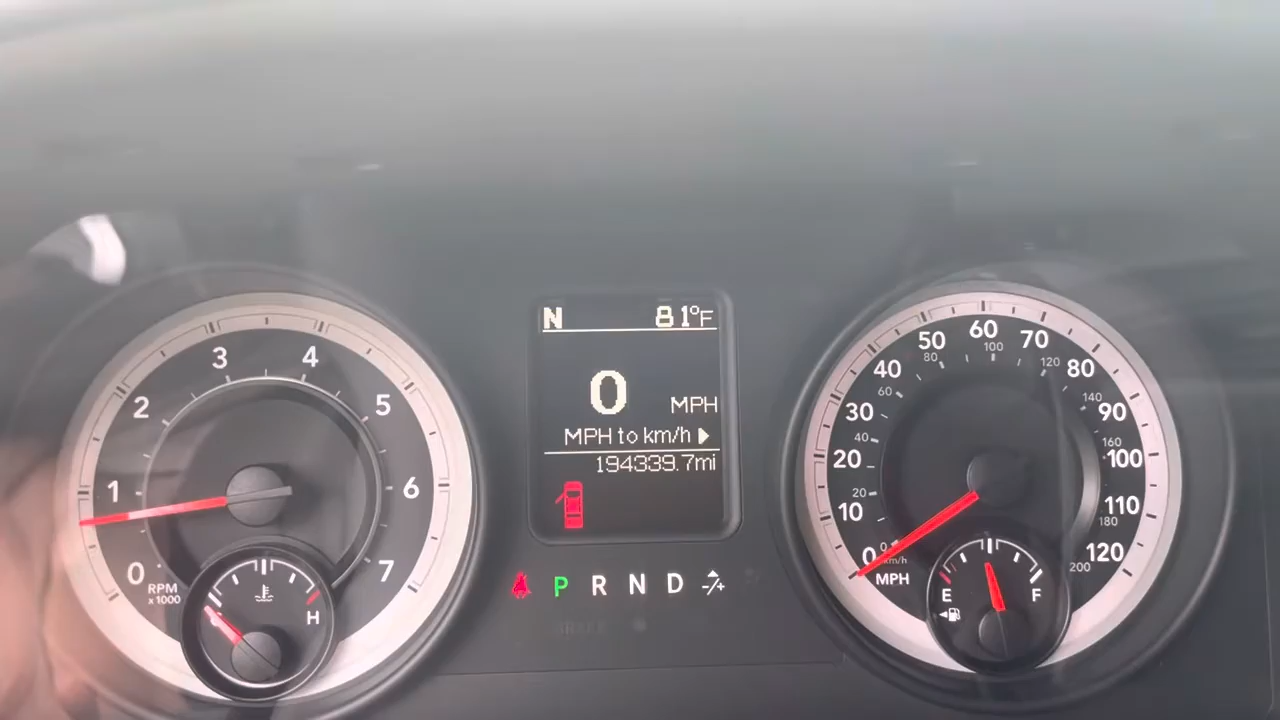 N 81°F
0 MPH
MPH to km/h
194339.7mi
P R N D -/+
0 1 2 3 4 5 6 7
RPM
x1000
H
0 10 20 30 40 50 60 70 80 90 100 110 120
0 20 40 60 80 100 120 140 160 180 200
km/h
MPH
E F